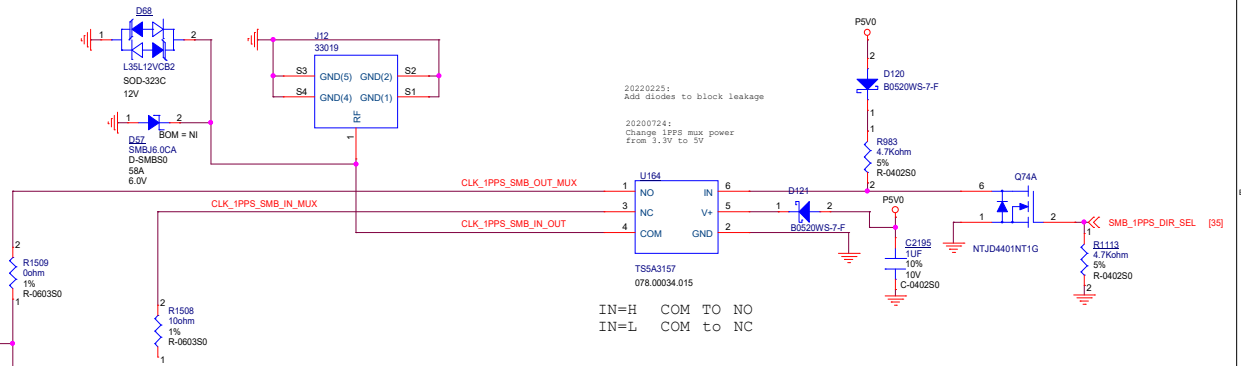 D68
1
2
L35L12VCB2
SOD-323C
12V
1
2
BOM = NI
D57
SMBJ6.0CA
D-SMBS0
58A
6.0V
J12
33019
S3
GND(5)
GND(2)
S2
S4
GND(4)
GND(1)
S1
RF
1
20220225:
Add diodes to block leakage
20200724:
Change 1PPS mux power
from 3.3V to 5V
P5V0
2
D120
B0520WS-7-F
1
1
R983
4.7Kohm
5%
R-0402S0
2
CLK_1PPS_SMB_OUT_MUX
CLK_1PPS_SMB_IN_MUX
CLK_1PPS_SMB_IN_OUT
U164
1
NO
IN
6
3
NC
V+
5
4
COM
GND
2
TS5A3157
078.00034.015
D121
1
2
B0520WS-7-F
P5V0
C2195
1UF
10%
10V
C-0402S0
Q74A
6
1
2
NTJD4401NT1G
SMB_1PPS_DIR_SEL
[35]
1
R1113
4.7Kohm
5%
R-0402S0
2
2
R1509
0ohm
1%
R-0603S0
1
2
R1508
10ohm
1%
R-0603S0
1
IN=H COM TO NO
IN=L COM to NC